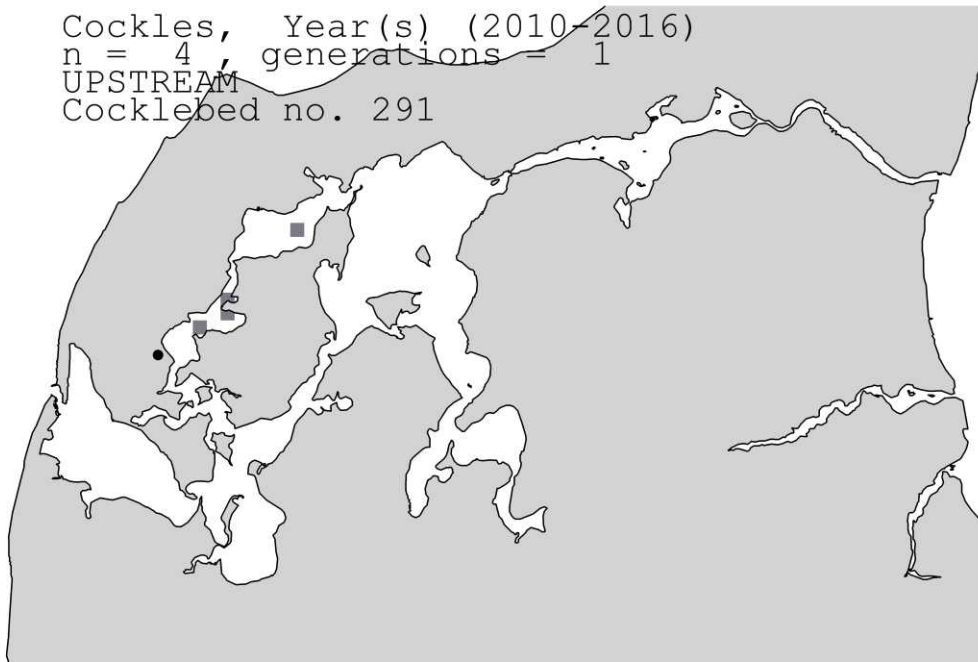 Cockles, Year(s) (2010-2016)
n = 4 , generations = 1
UPSTREAM
Cocklebed no. 291